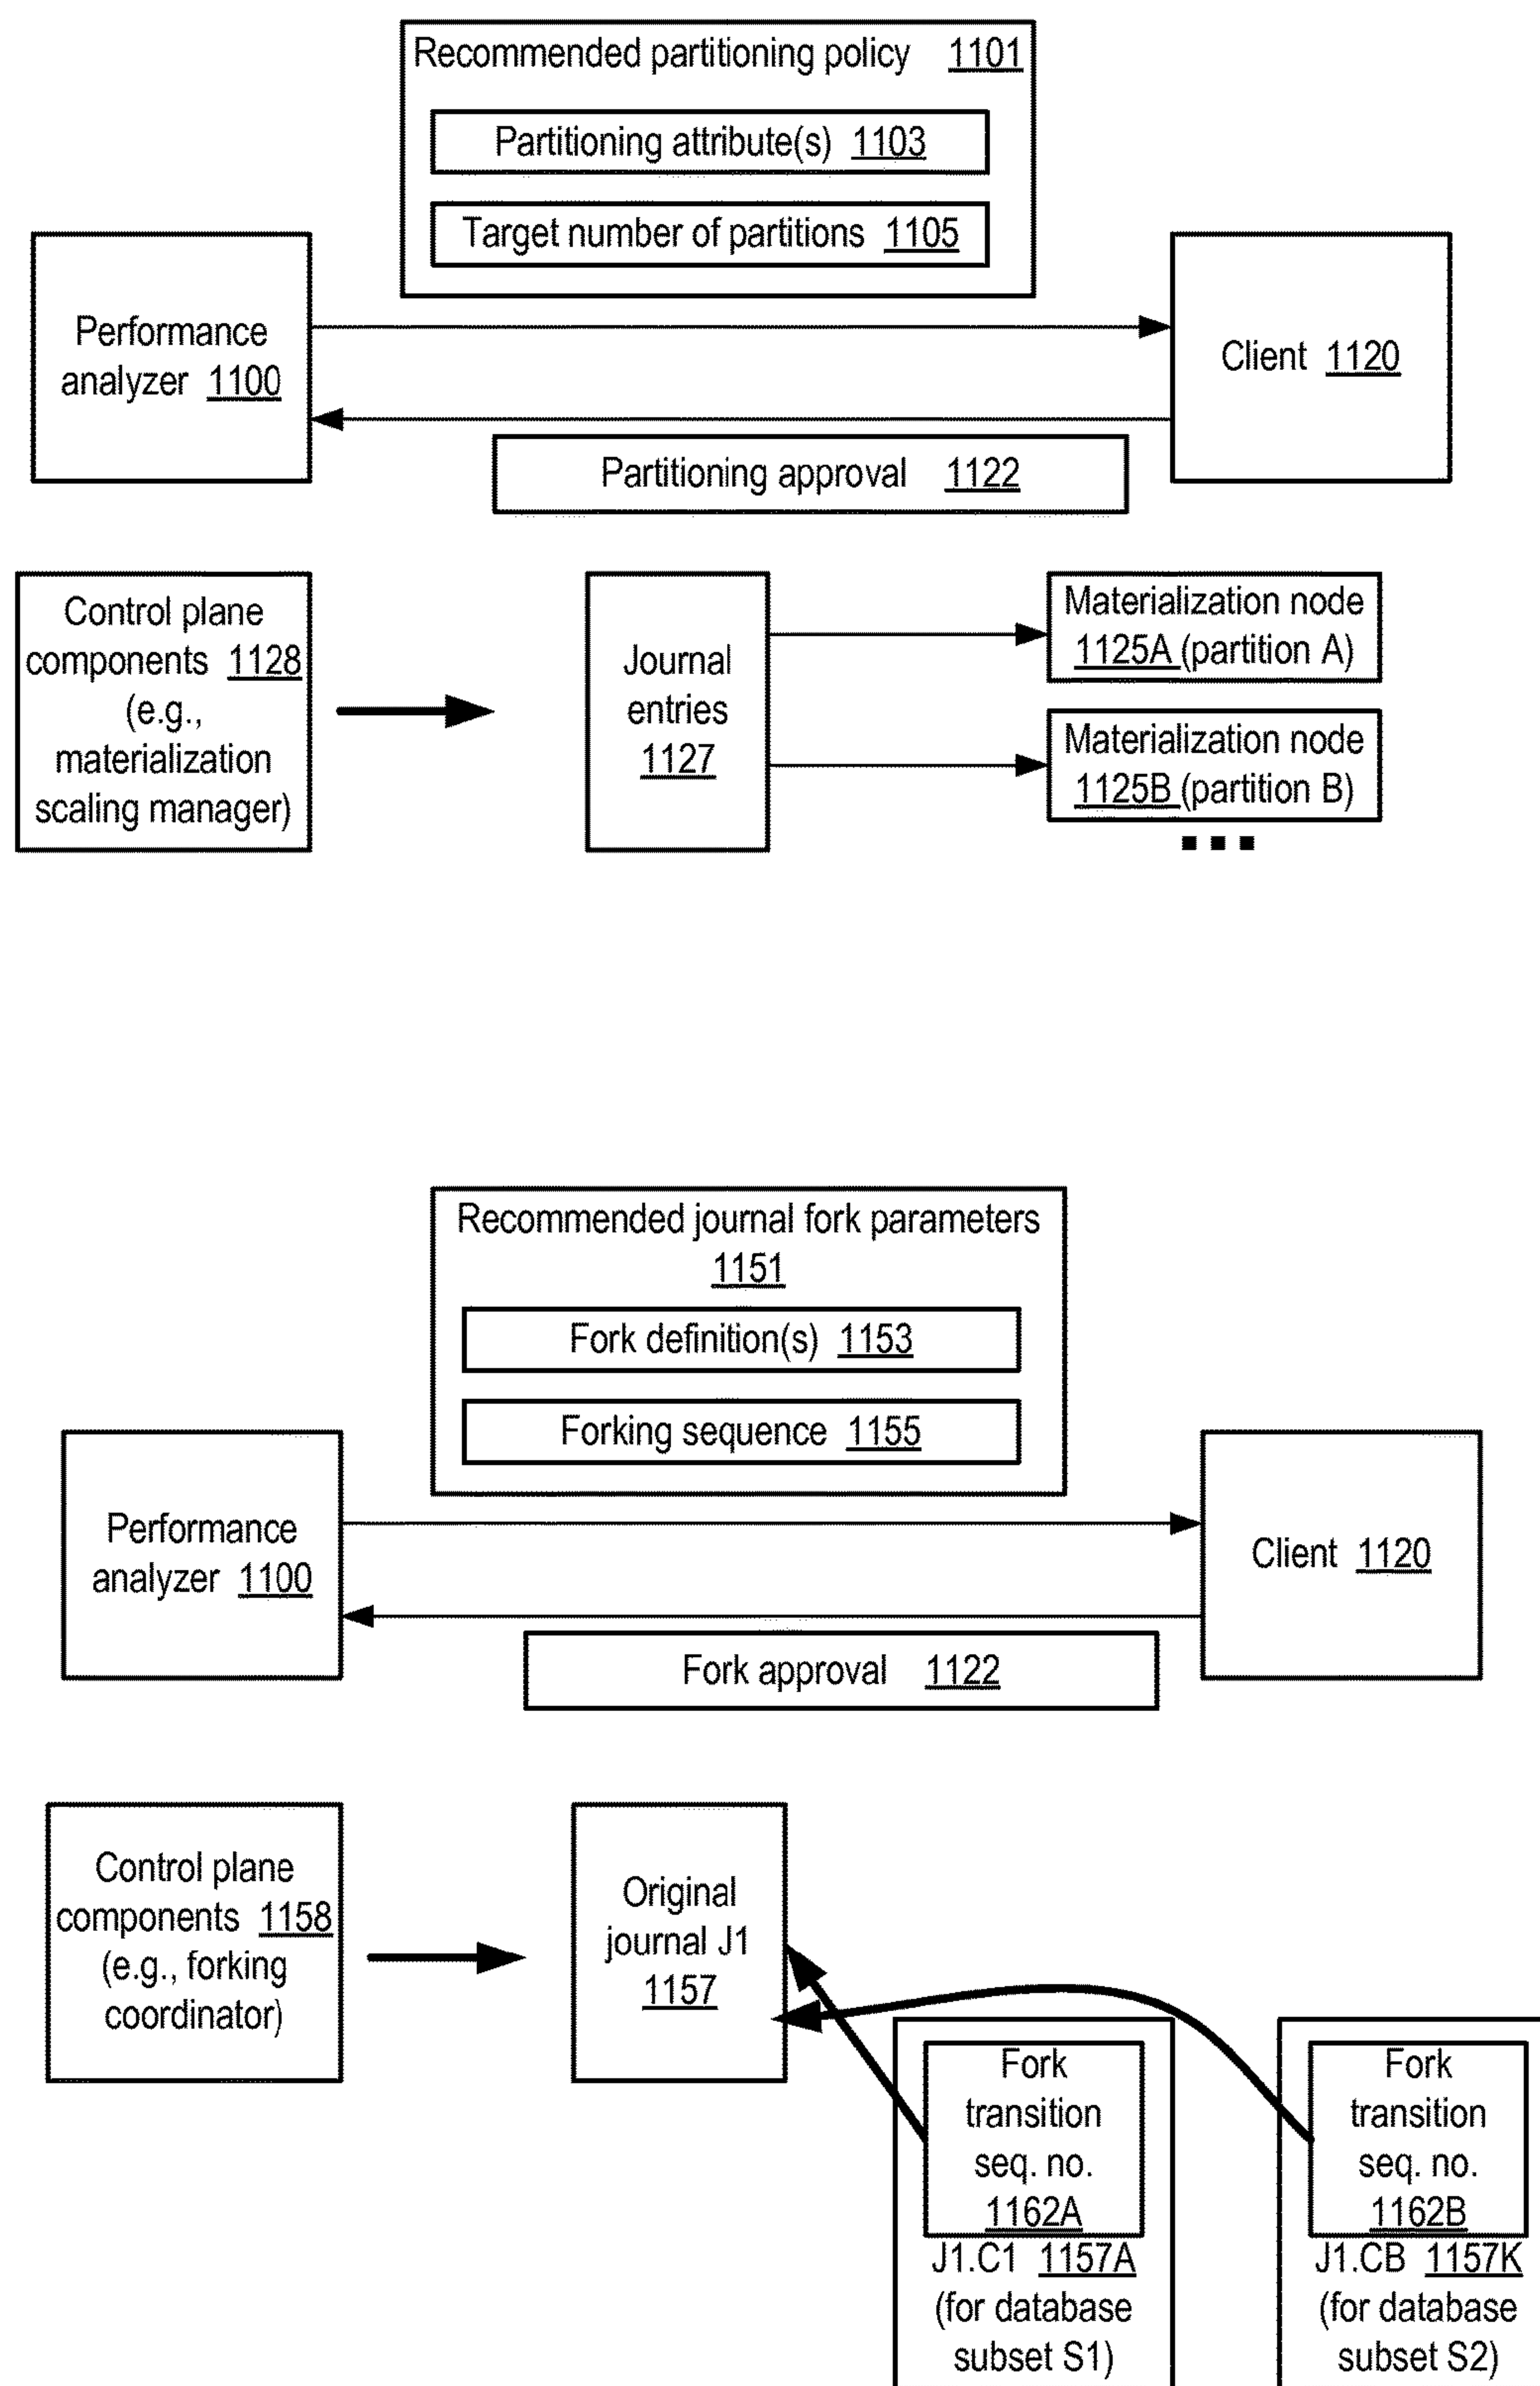 Recommended partitioning policy 1101
Partitioning attribute(s) 1103
Target number of partitions 1105
Performance
analyzer 1100
Client 1120
Partitioning approval 1122
Control plane
components 1128
(e.g.,
materialization
scaling manager)
Journal
entries
1127
Materialization node
1125A (partition A)
Materialization node
1125B (partition B)
Recommended journal fork parameters
1151
Fork definition(s) 1153
Forking sequence 1155
Performance
analyzer 1100
Client 1120
Fork approval 1122
Control plane
components 1158
(e.g., forking
coordinator)
Original
journal J1
1157
Fork
transition
seq. no.
1162A
J1.C1 1157A
(for database
subset S1)
Fork
transition
seq. no.
1162B
J1.CB 1157K
(for database
subset S2)